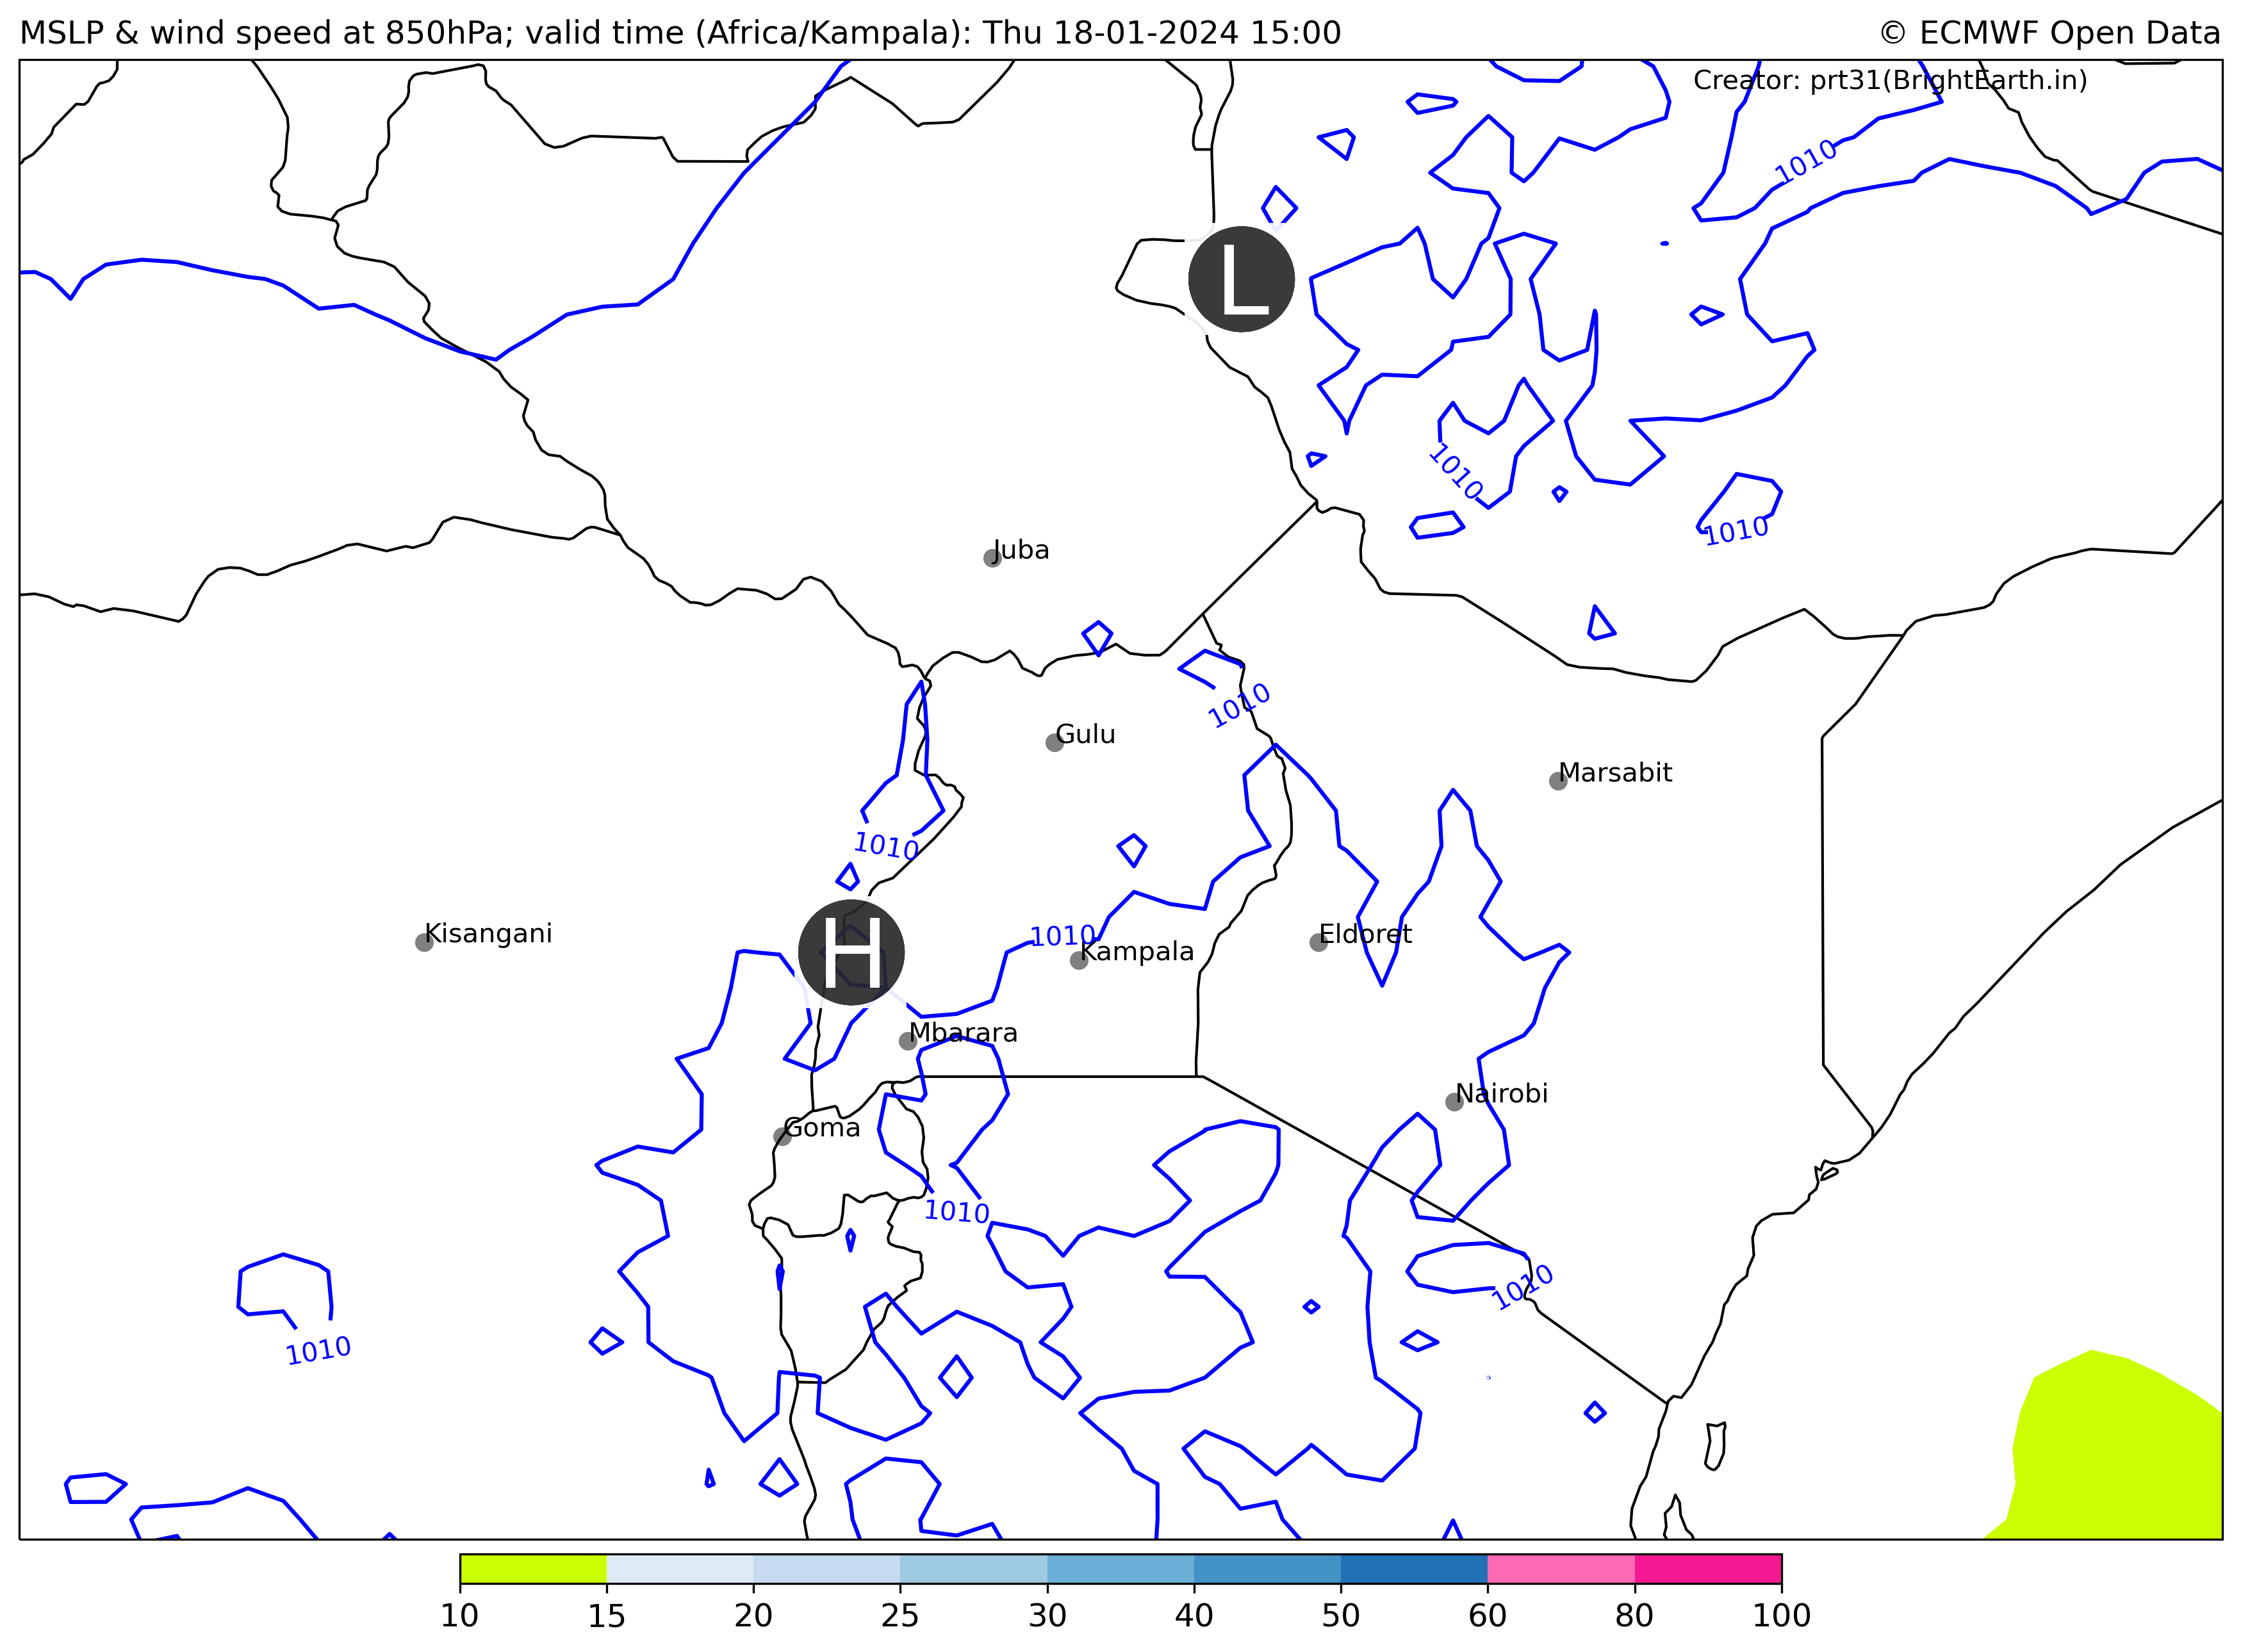 MSLP & wind speed at 850hPa; valid time (Africa/Kampala): Thu 18-01-2024 15:00
© ECMWF Open Data
Creator: prt31(BrightEarth.in)
1010
L
1010
1010
Juba
1010
Gulu
Marsabit
1010
Kisangani
1010
Eldoret
H
Kampala
Mbarara
Nairobi
Goma
1010
1010
1010
10 15 20 25 30 40 50 60 80 100